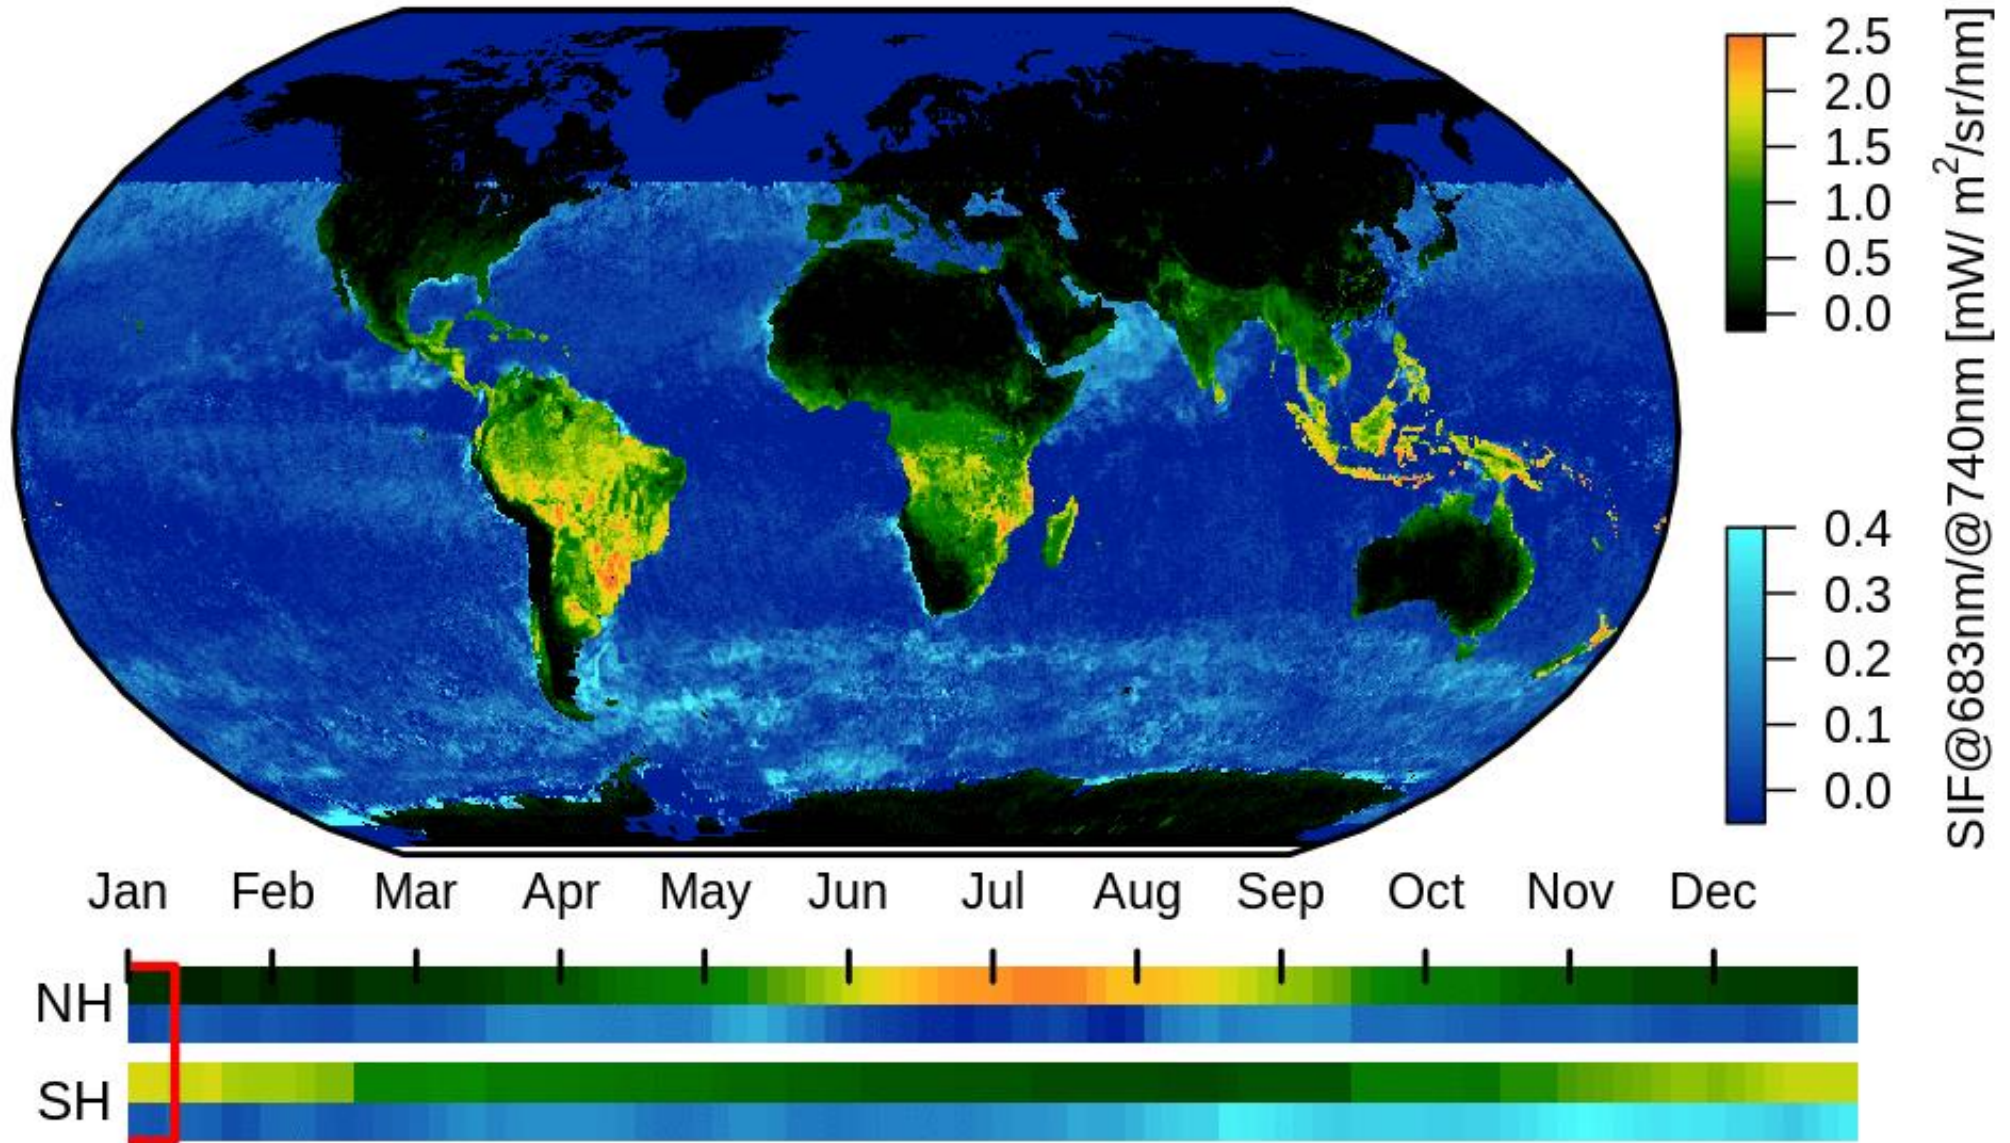 2.5
2.0
1.5
1.0
0.5
0.0
0.4
0.3
0.2
0.1
0.0
SIF@683nm/@740nm [mW/ m²/sr/nm]
Jan Feb Mar Apr May Jun Jul Aug Sep Oct Nov Dec
NH
SH